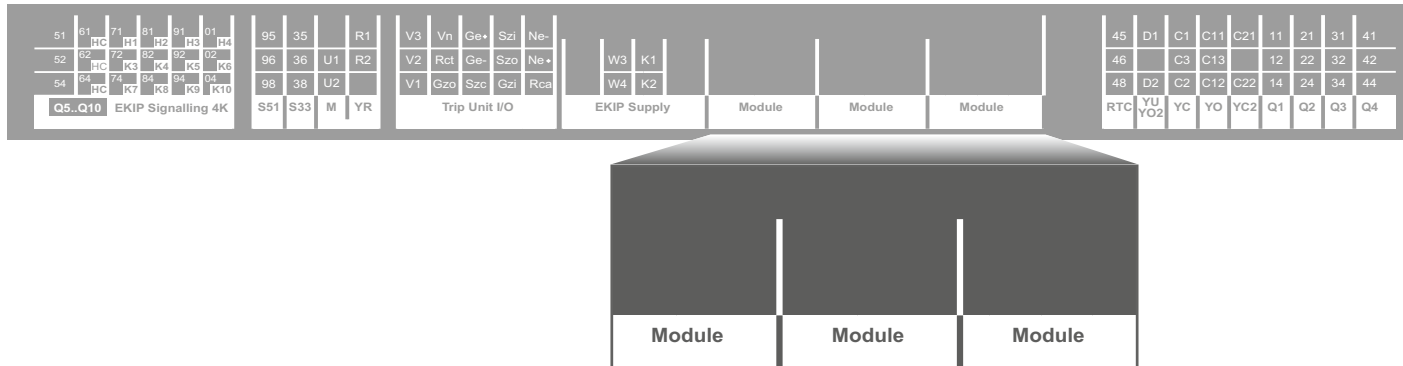 61 71 81 91 01
51 HC H1 H2 H3 H4 95 35 R1 V3 Vn Ge+ Szi Ne- 45 D1 C1 C11 C21 11 21 31 41
62 72 82 92 02
52 HC K3 K4 K5 K6 96 36 U1 R2 V2 Rct Ge- Szo Ne+ W3 K1 46 C3 C13 12 22 32 42
64 74 84 94 04
54 HC K7 K8 K9 K10 98 38 U2 V1 Gzo Szc Gzi Rca W4 K2 48 D2 C2 C12 C22 14 24 34 44
Q5..Q10 EKIP Signalling 4K S51 S33 M YR Trip Unit I/O EKIP Supply Module Module Module RTC YU YO2 YC YO YC2 Q1 Q2 Q3 Q4
Module Module Module